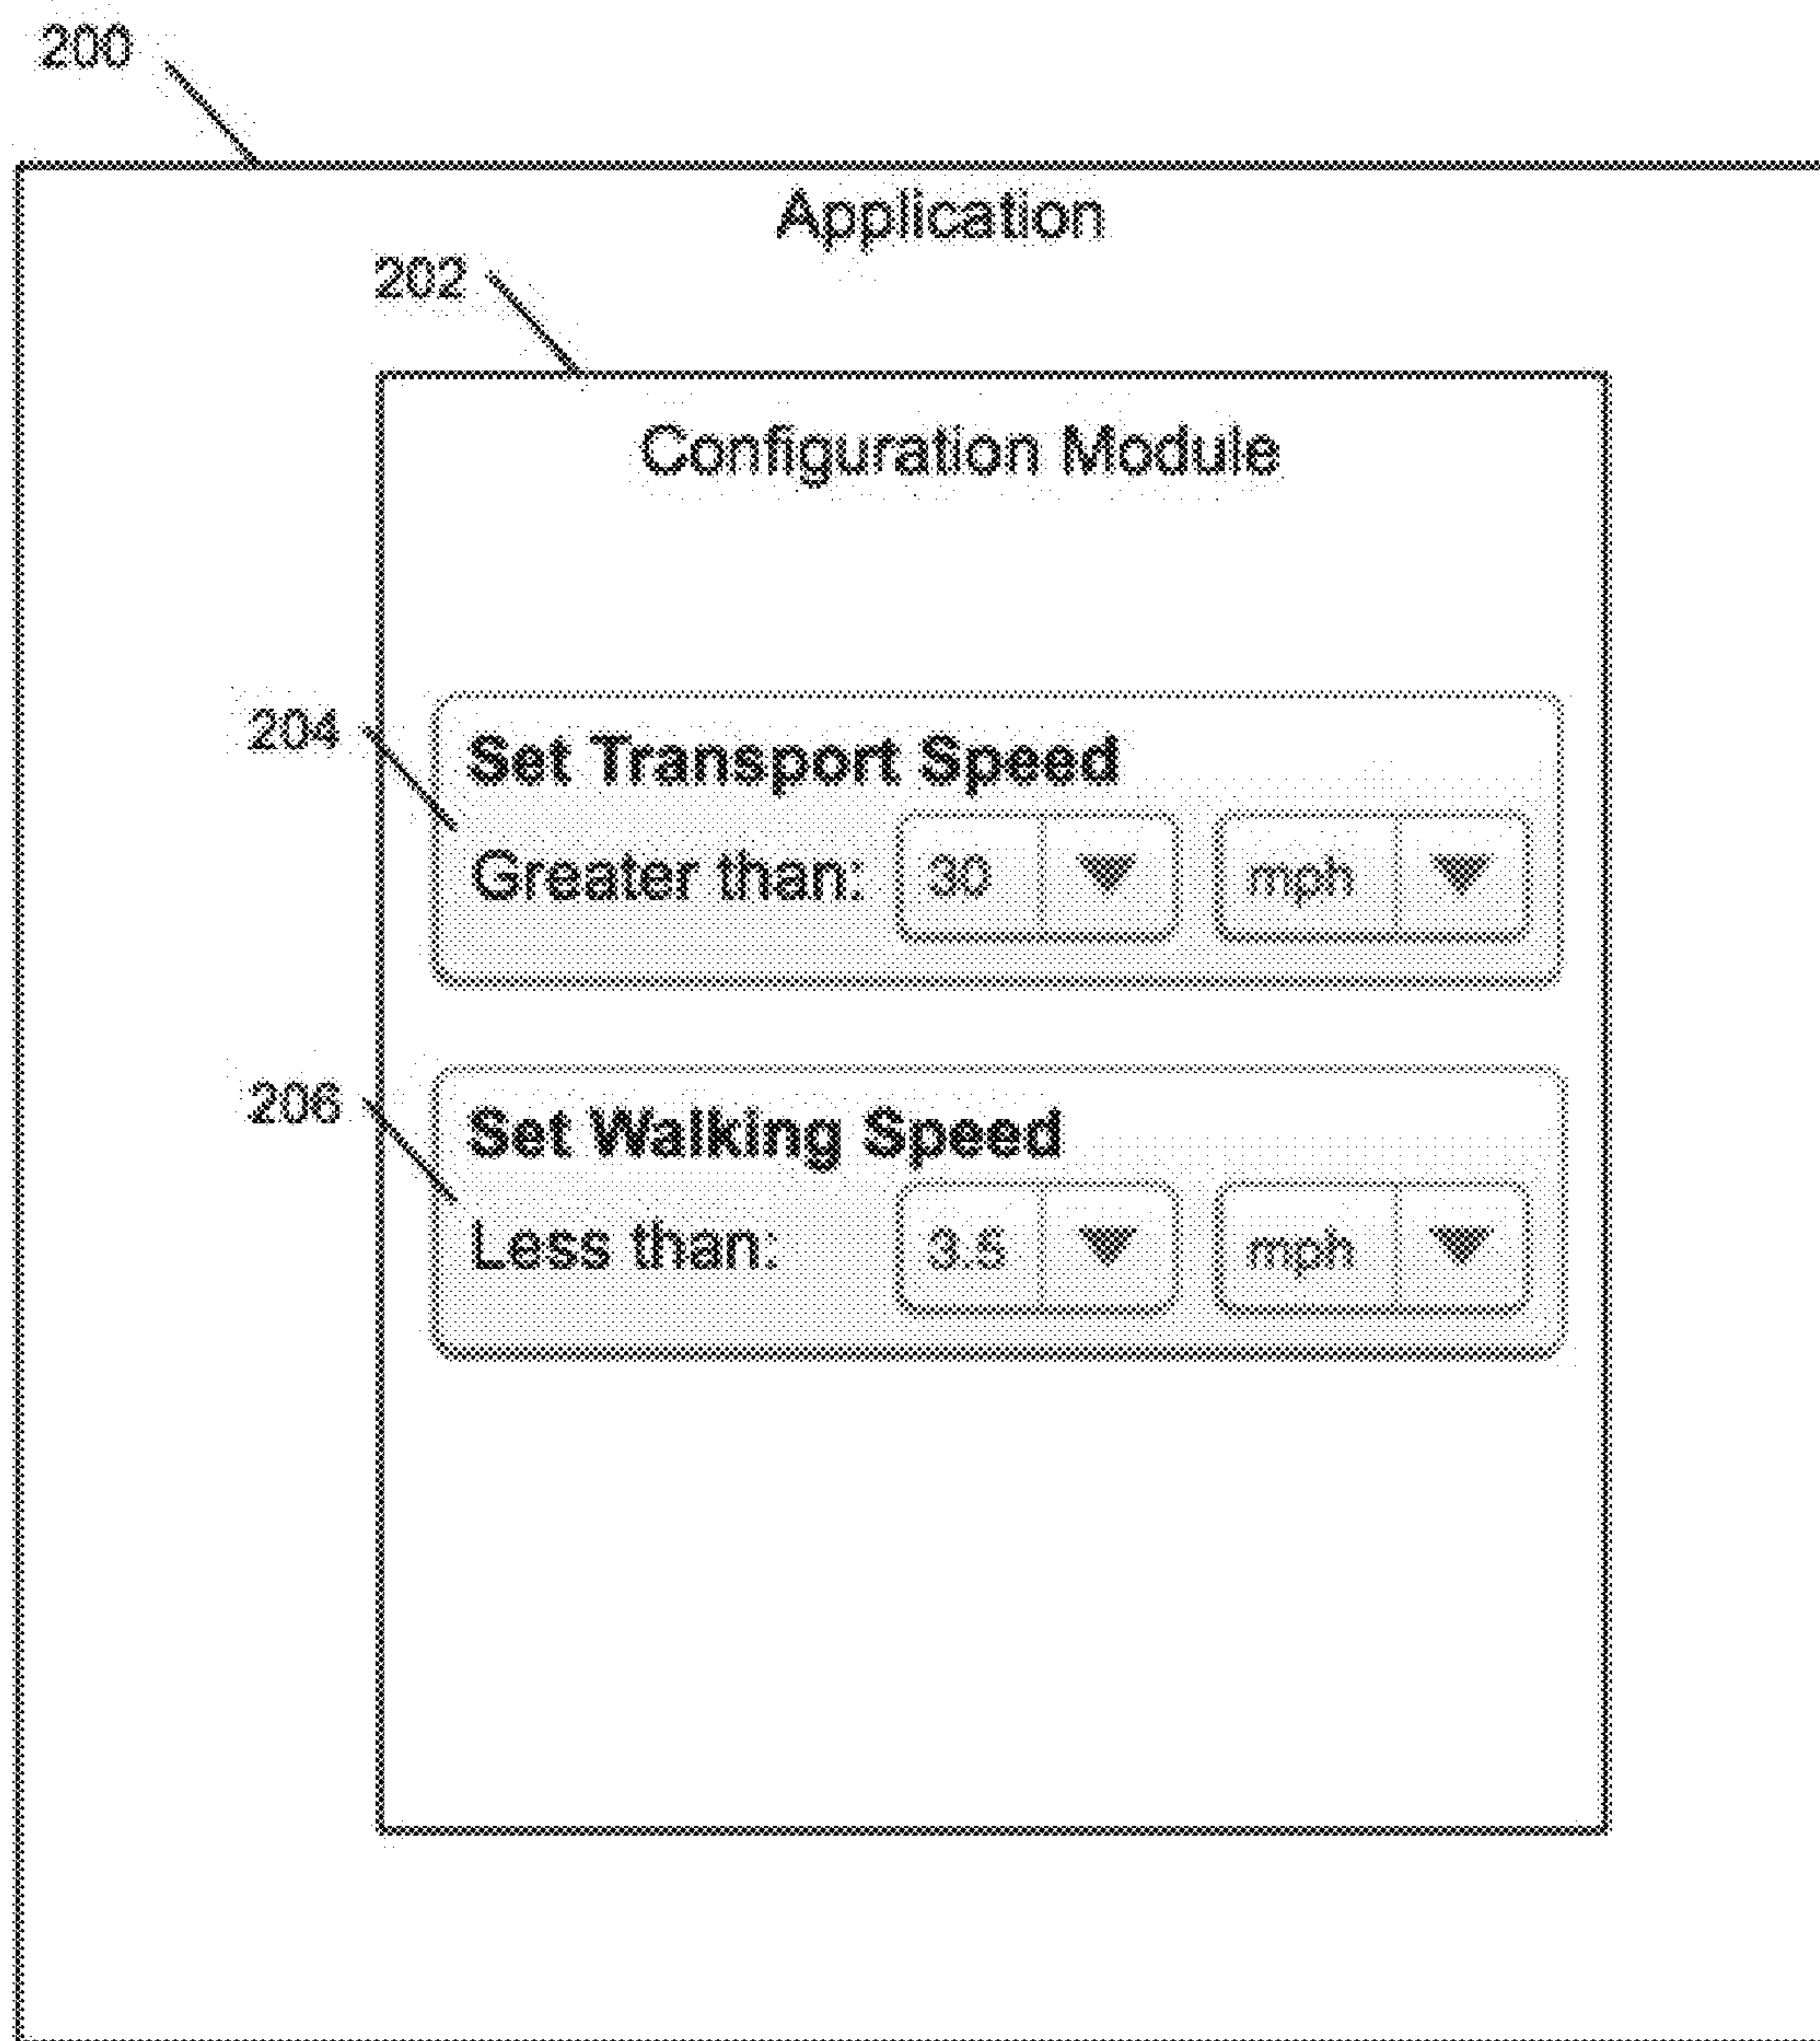 200
Application
202
Configuration Module
204
Set Transport Speed
Greater than: 30 mph
206
Set Walking Speed
Less than: 3.5 mph